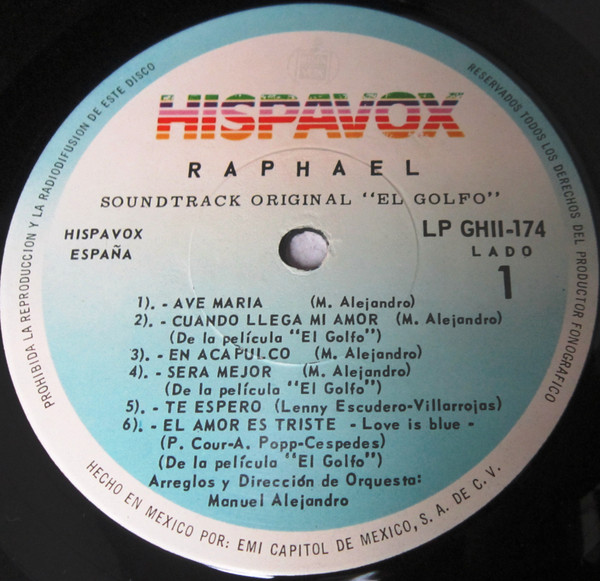 PROHIBIDA LA REPRODUCCION Y LA RADIODIFUSION DE ESTE DISCO
RESERVADOS TODOS LOS DERECHOS DEL PRODUCTOR FONOGRAFICO
HISPAVOX
RAPHAEL
SOUNDTRACK ORIGINAL "EL GOLFO"
HISPAVOX
ESPAÑA
LP GHII-174
LADO
1
1). - AVE MARIA (M. Alejandro)
2). - CUANDO LLEGA MI AMOR (M. Alejandro)
(De la película "El Golfo")
3). - EN ACAPULCO (M. Alejandro)
4). - SERA MEJOR (M. Alejandro)
(De la película "El Golfo")
5). - TE ESPERO (Lenny Escudero-Villarrojas)
6). - EL AMOR ES TRISTE - Love is blue -
(P. Cour-A. Popp-Cespedes)
(De la película "El Golfo")
Arreglos y Dirección de Orquesta:
Manuel Alejandro
HECHO EN MEXICO POR: EMI CAPITOL DE MEXICO, S. A. DE C. V.